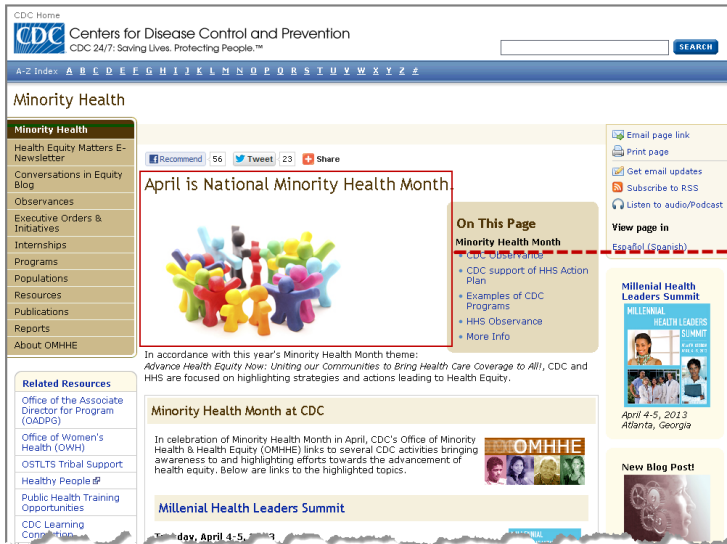 CDC Home
CDC
Centers for Disease Control and Prevention
CDC 24/7: Saving Lives. Protecting People.™
SEARCH
A-Z Index A B C D E F G H I J K L M N O P Q R S T U V W X Y Z #
Minority Health
Minority Health
Health Equity Matters E-
Newsletter
Conversations in Equity
Blog
Observances
Executive Orders &
Initiatives
Internships
Programs
Populations
Resources
Publications
Reports
About OMHHE
Related Resources
Office of the Associate
Director for Program
(OADPG)
Office of Women's
Health (OWH)
OSTLTS Tribal Support
Healthy People
Public Health Training
Opportunities
CDC Learning
Connection
Recommend 56 Tweet 23 Share
April is National Minority Health Month.
On This Page
Minority Health Month
• CDC Observance
• CDC support of HHS Action
Plan
• Examples of CDC
Programs
• HHS Observance
• More Info
In accordance with this year's Minority Health Month theme:
Advance Health Equity Now: Uniting our Communities to Bring Health Care Coverage to All!, CDC and
HHS are focused on highlighting strategies and actions leading to Health Equity.
Minority Health Month at CDC
In celebration of Minority Health Month in April, CDC's Office of Minority
Health & Health Equity (OMHHE) links to several CDC activities bringing
awareness to and highlighting efforts towards the advancement of
health equity. Below are links to the highlighted topics.
OMHHE
Millenial Health Leaders Summit
day, April 4-5,
MILLENNIAL
Email page link
Print page
Get email updates
Subscribe to RSS
Listen to audio/Podcast
View page in
Español (Spanish)
Millenial Health
Leaders Summit
MILLENNIAL
HEALTH LEADERS
SUMMIT
April 4-5, 2013
Atlanta, Georgia
New Blog Post!